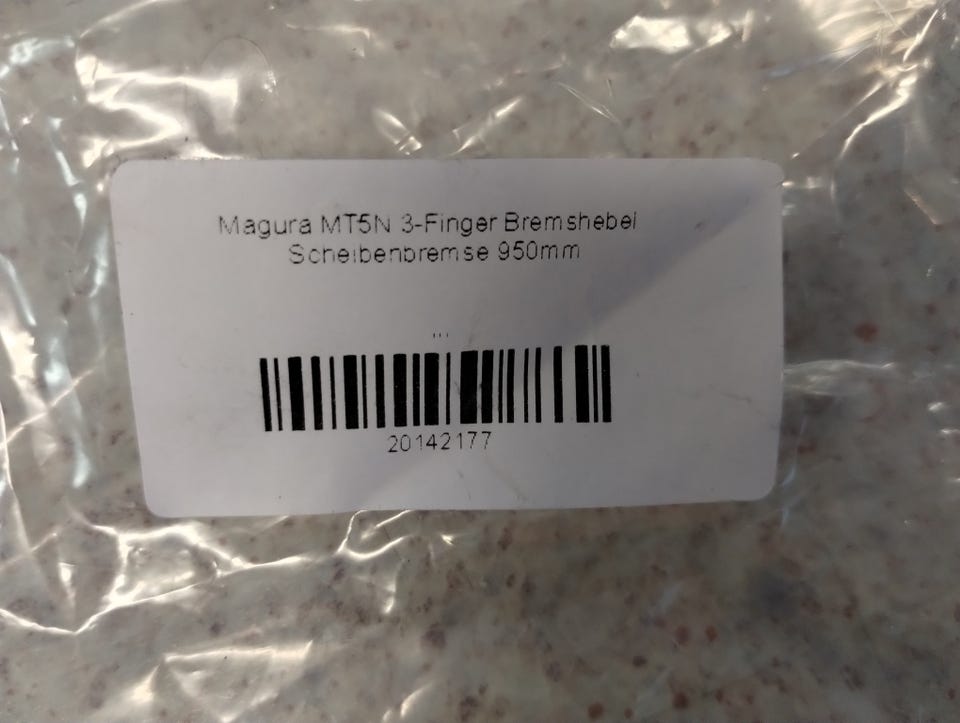 Magura MT5N 3-Finger Bremshebel
Scheibenbremse 950mm
...
20142177